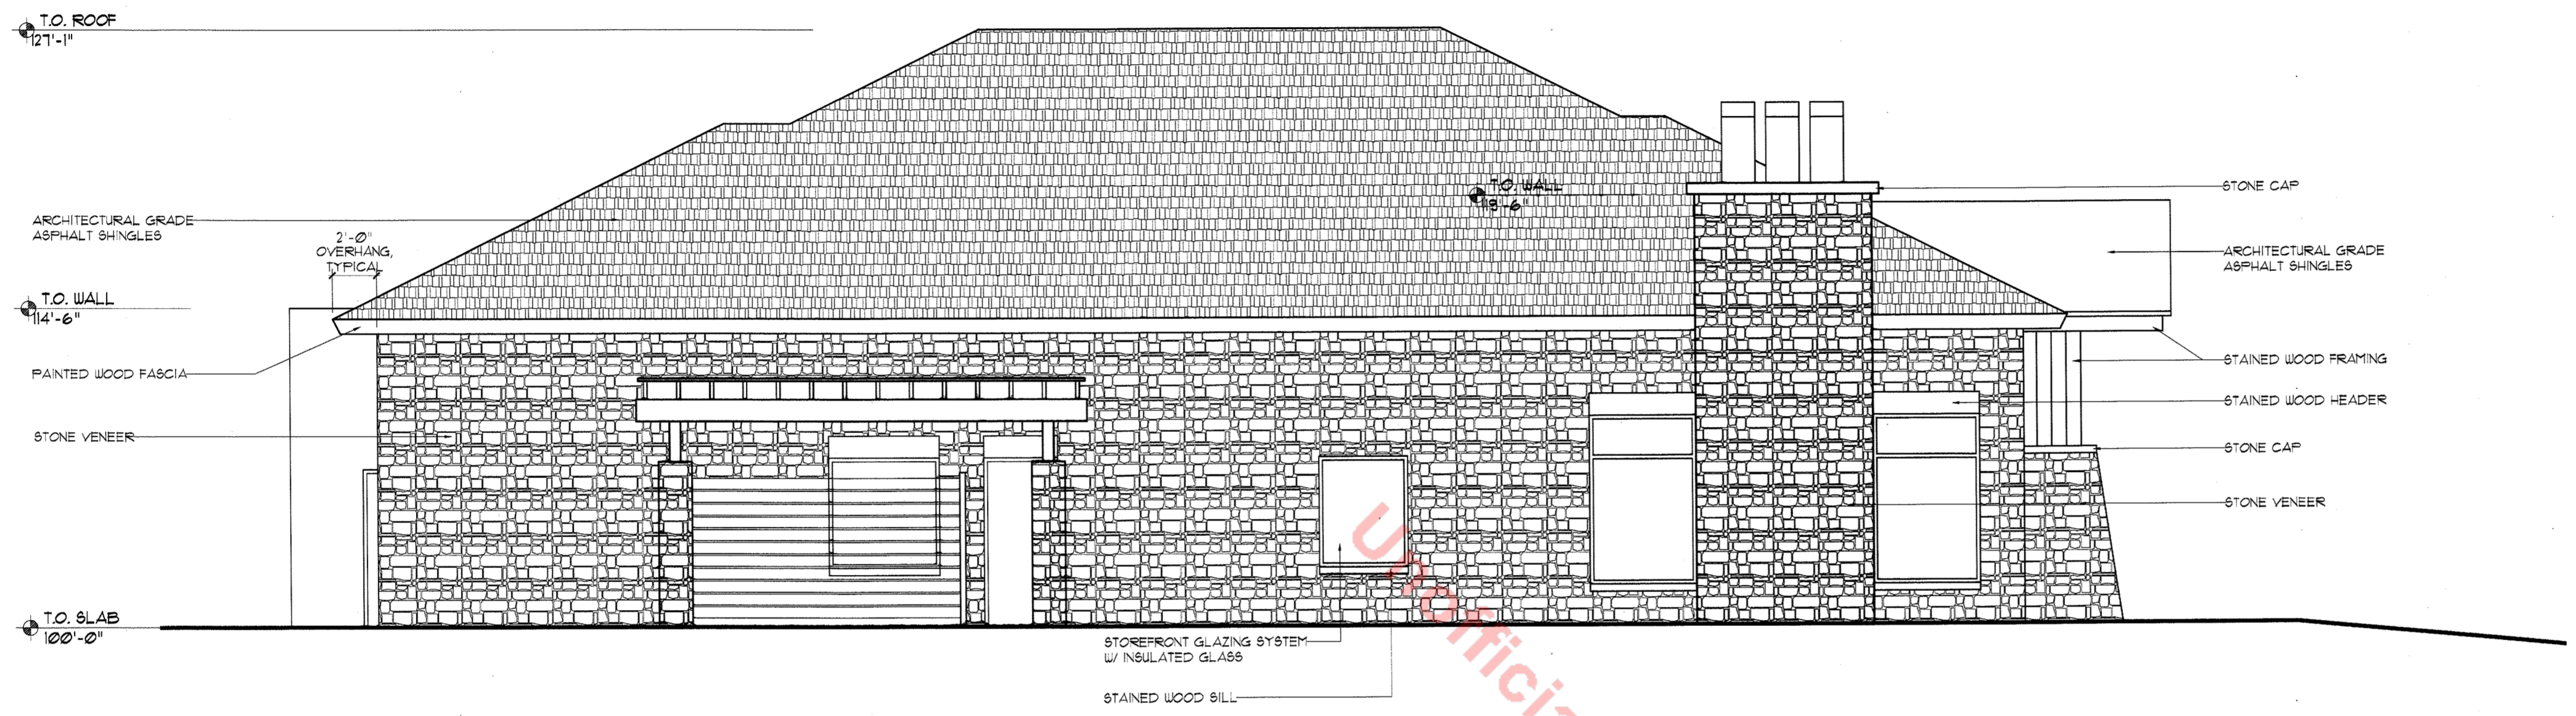 T.O. ROOF
127'-1"
T.O. WALL
119'-6"
STONE CAP
ARCHITECTURAL GRADE
ASPHALT SHINGLES
2'-0"
OVERHANG,
TYPICAL
ARCHITECTURAL GRADE
ASPHALT SHINGLES
T.O. WALL
114'-6"
PAINTED WOOD FASCIA
STAINED WOOD FRAMING
STAINED WOOD HEADER
STONE VENEER
STONE CAP
STONE VENEER
T.O. SLAB
100'-0"
STOREFRONT GLAZING SYSTEM
W/ INSULATED GLASS
STAINED WOOD SILL
Unofficia